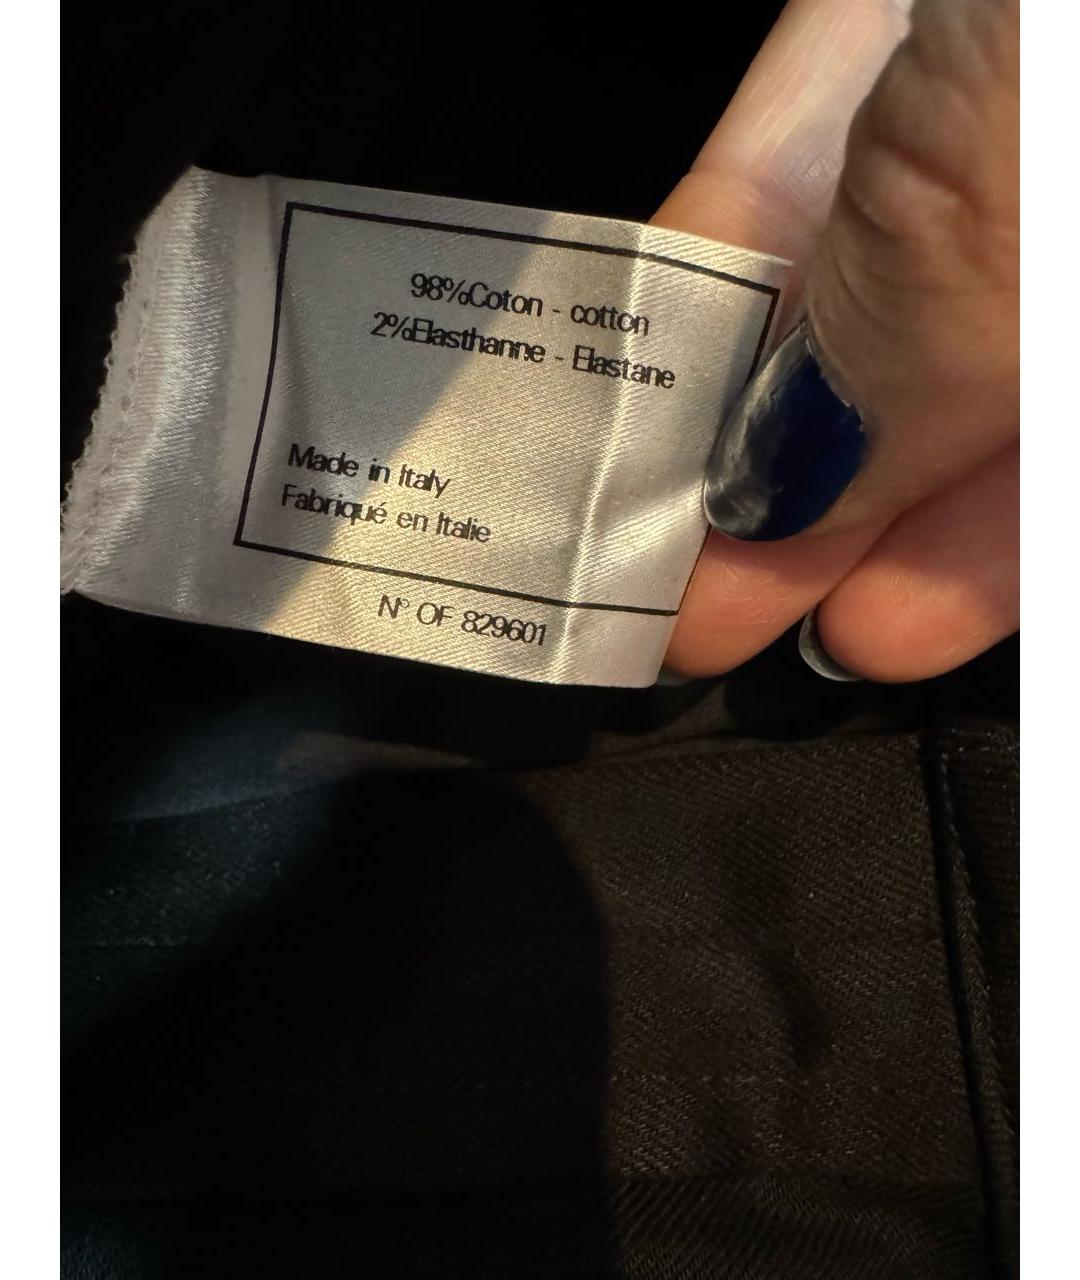 98%Coton - cotton
2%Elasthanne - Elastane
Made in Italy
Fabriqué en Italie
N° OF 829601